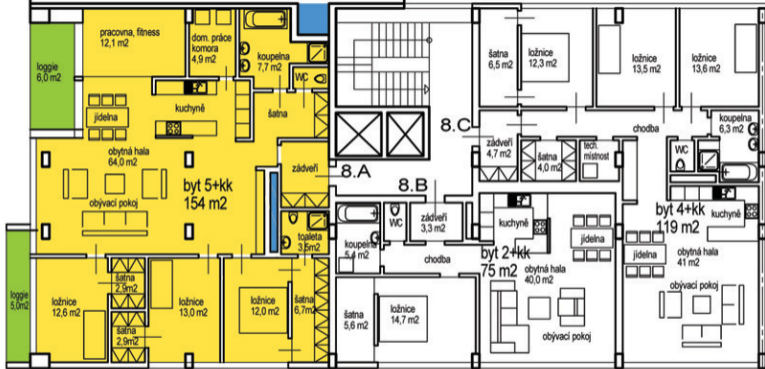 loggie
6,0 m2
pracovna, fitness
12,1 m2
dom. práce
komora
4,9 m2
koupelna
7,7 m2
WC
kuchyně
jídelna
šatna
obytná hala
64,0 m2
zádveří
byt 5+kk
154 m2
obývací pokoj
toaleta
3,5m2
loggie
5,0m2
ložnice
12,6 m2
šatna
2,9m2
šatna
2,9m2
ložnice
13,0 m2
ložnice
12,0 m2
šatna
6,7m2
8.A
8.B
8.C
koupelna
5,4 m2
WC
zádveří
3,3 m2
chodba
šatna
5,6 m2
ložnice
14,7 m2
kuchyně
jídelna
byt 2+kk
75 m2
obytná hala
40,0 m2
obývací pokoj
šatna
6,5 m2
ložnice
12,3 m2
ložnice
13,5 m2
ložnice
13,6 m2
chodba
koupelna
6,3 m2
WC
zádveří
4,7 m2
šatna
4,0 m2
tech.
místnost
byt 4+kk
119 m2
kuchyně
jídelna
obytná hala
41 m2
obývací pokoj